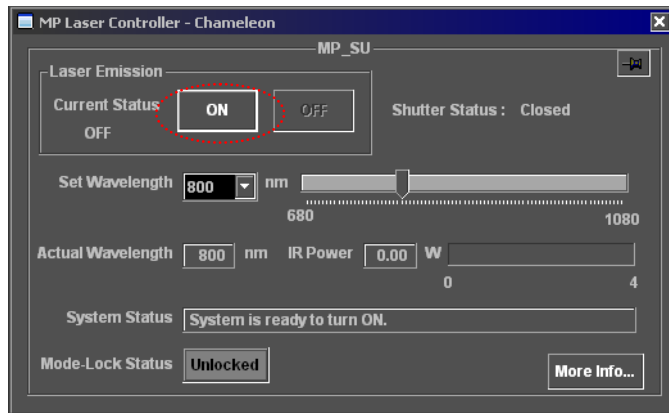 MP Laser Controller - Chameleon
MP_SU
Laser Emission
Current Status
OFF
ON
OFF
Shutter Status : Closed
Set Wavelength 800 nm
680 1080
Actual Wavelength 800 nm IR Power 0.00 W
0 4
System Status System is ready to turn ON.
Mode-Lock Status Unlocked
More Info...